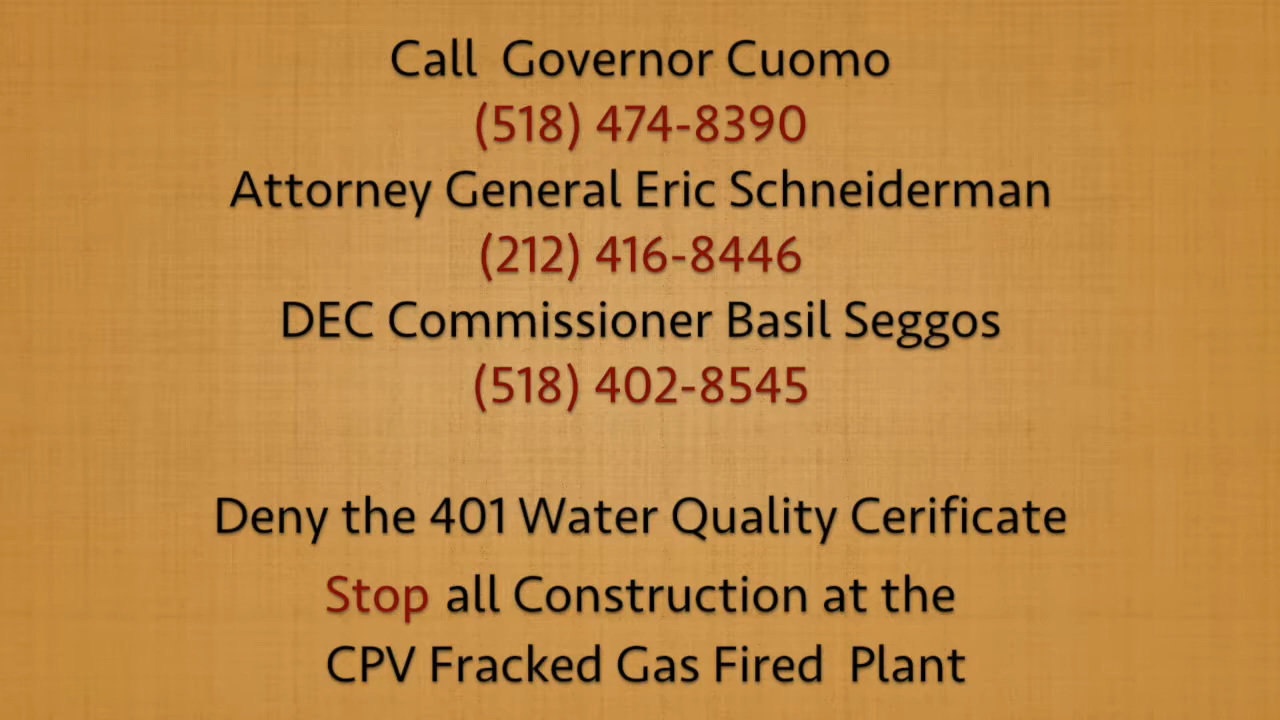 Call Governor Cuomo
(518) 474-8390
Attorney General Eric Schneiderman
(212) 416-8446
DEC Commissioner Basil Seggos
(518) 402-8545
Deny the 401 Water Quality Cerificate
Stop all Construction at the
CPV Fracked Gas Fired Plant